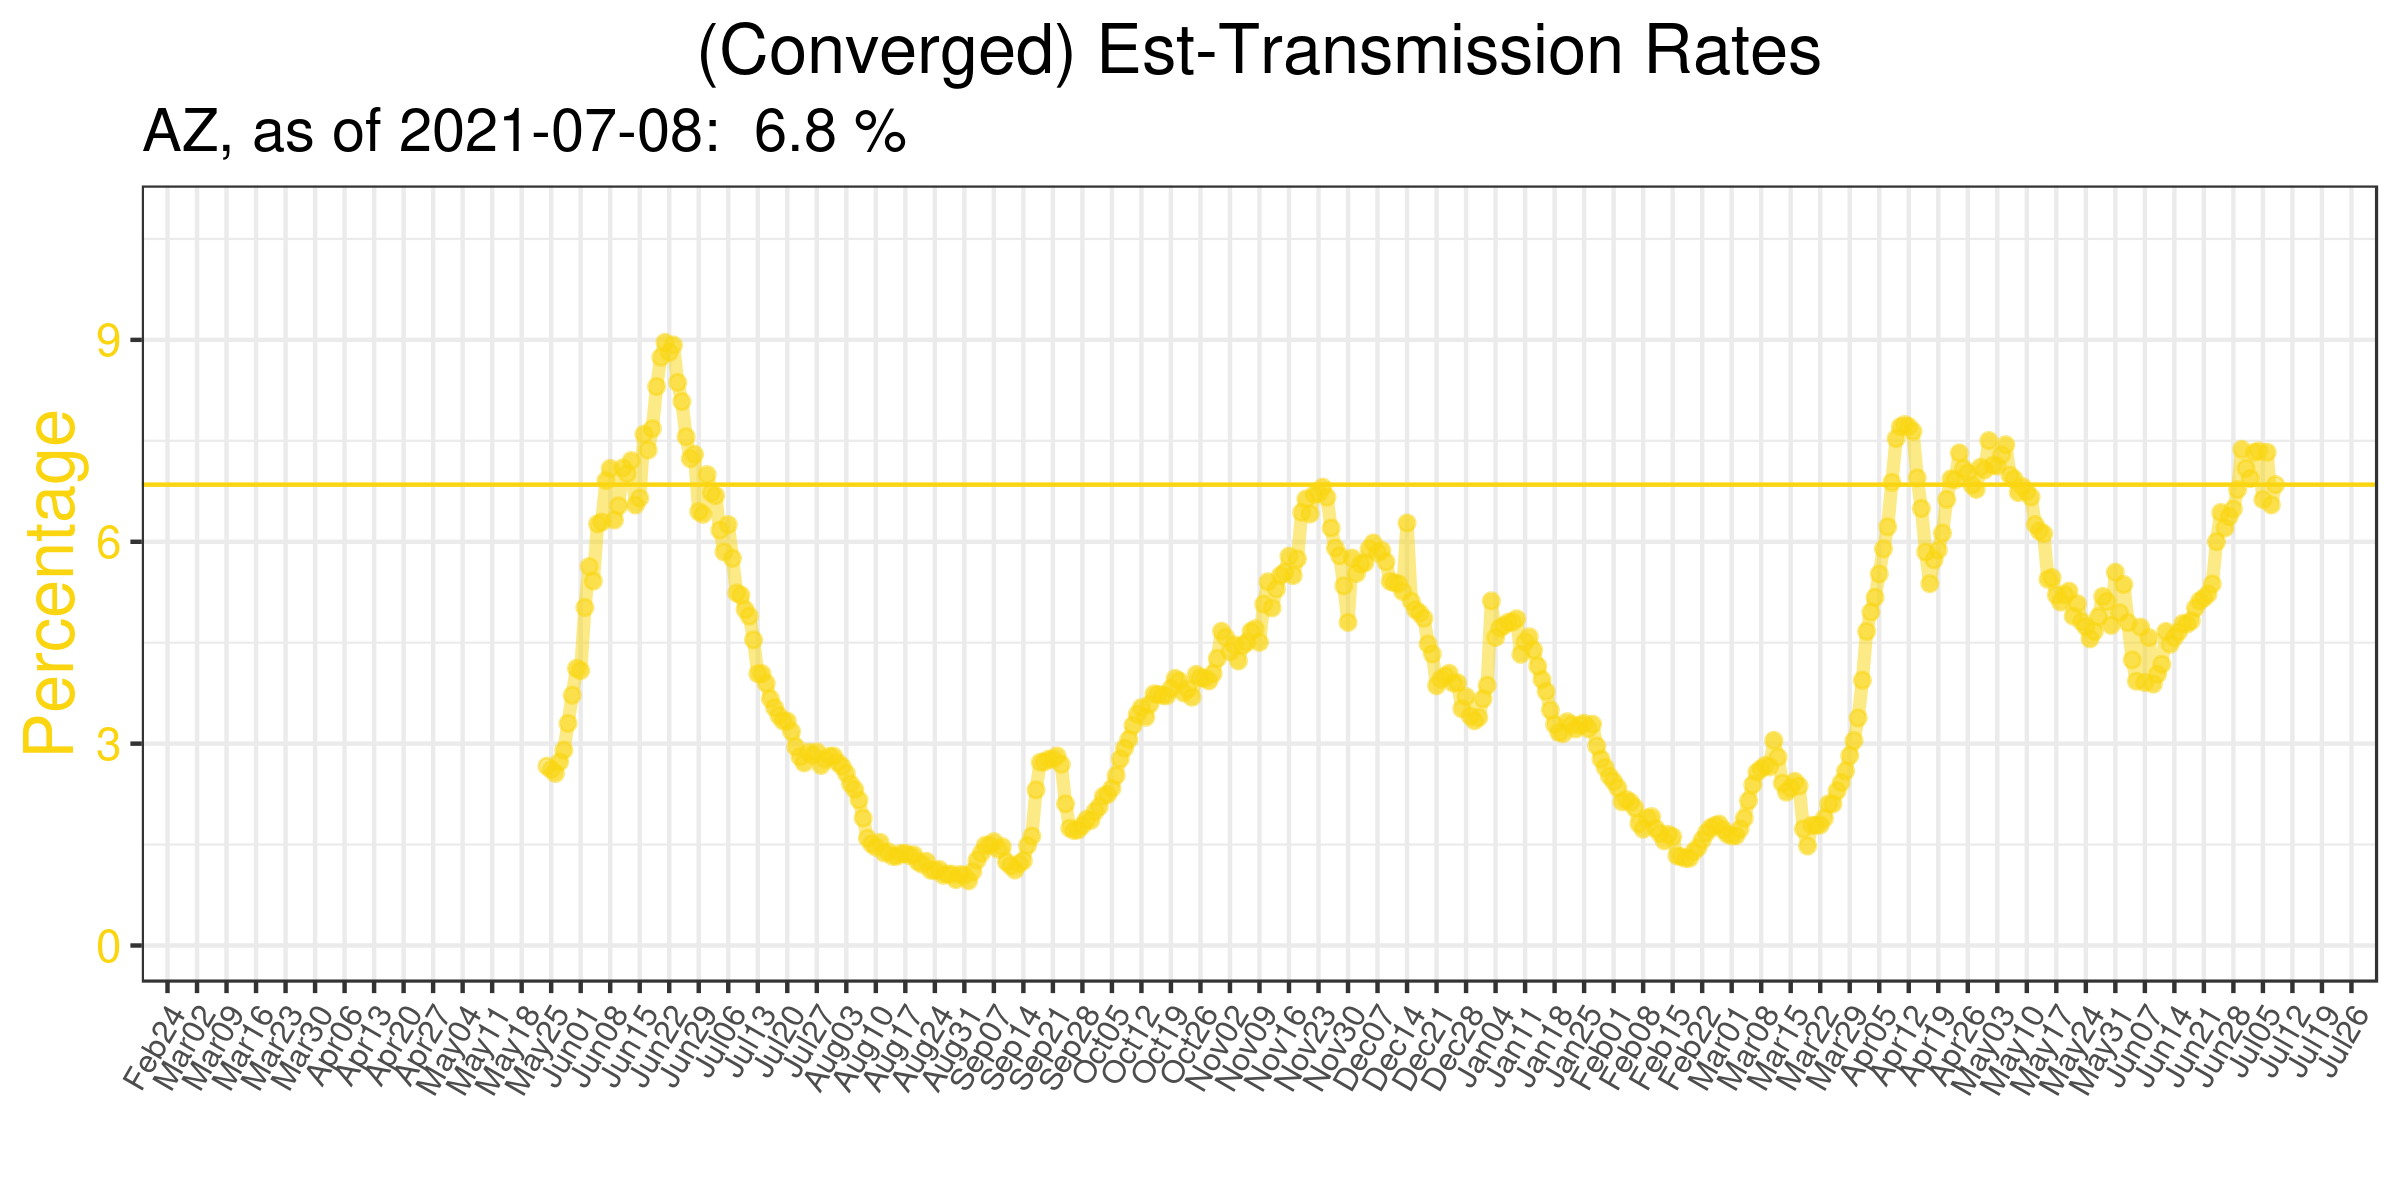 (Converged) Est-Transmission Rates
AZ, as of 2021-07-08:  6.8 %
Percentage
9
6
3
0
Feb24
Mar02
Mar09
Mar16
Mar23
Mar30
Apr06
Apr13
Apr20
Apr27
May04
May11
May18
May25
Jun01
Jun08
Jun15
Jun22
Jun29
Jul06
Jul13
Jul20
Jul27
Aug03
Aug10
Aug17
Aug24
Aug31
Sep07
Sep14
Sep21
Sep28
Oct05
Oct12
Oct19
Oct26
Nov02
Nov09
Nov16
Nov23
Nov30
Dec07
Dec14
Dec21
Dec28
Jan04
Jan11
Jan18
Jan25
Feb01
Feb08
Feb15
Feb22
Mar01
Mar08
Mar15
Mar22
Mar29
Apr05
Apr12
Apr19
Apr26
May03
May10
May17
May24
May31
Jun07
Jun14
Jun21
Jun28
Jul05
Jul12
Jul19
Jul26